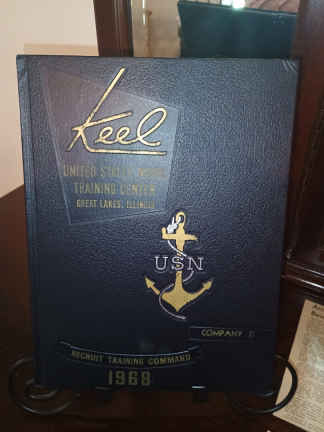 Keel
UNITED STATES NAVAL
TRAINING CENTER
GREAT LAKES, ILLINOIS
USN
COMPANY
RECRUIT TRAINING COMMAND
1968